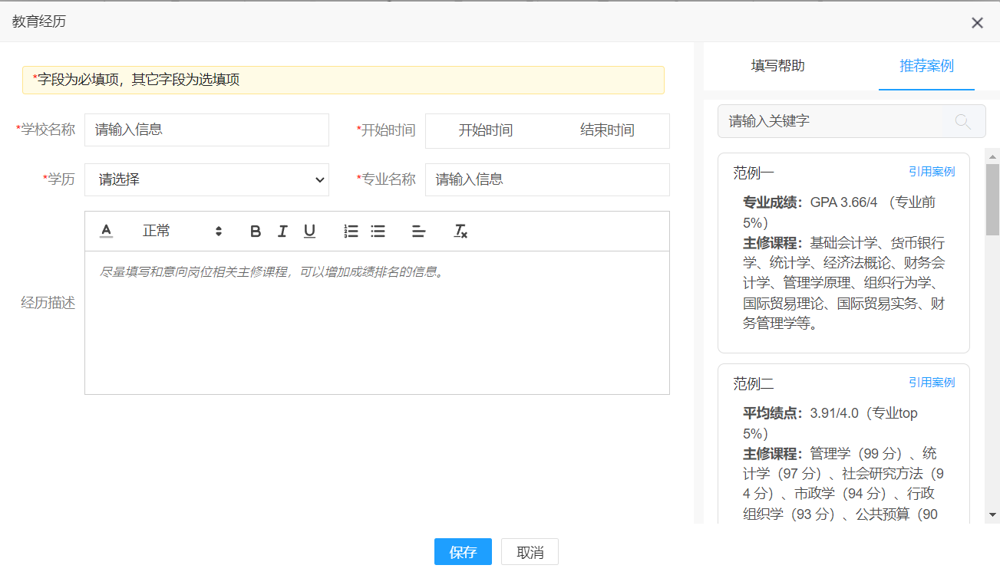 教育经历
*字段为必填项，其它字段为选填项
*学校名称 请输入信息 *开始时间 开始时间 结束时间
*学历 请选择 *专业名称 请输入信息
A 正常 B I U
经历描述
尽量填写和意向岗位相关主修课程，可以增加成绩排名的信息。
填写帮助 推荐案例
请输入关键字
范例一 引用案例
专业成绩：GPA 3.66/4 （专业前
5%）
主修课程：基础会计学、货币银行
学、统计学、经济法概论、财务会
计学、管理学原理、组织行为学、
国际贸易理论、国际贸易实务、财
务管理学等。
范例二 引用案例
平均绩点：3.91/4.0（专业top
5%）
主修课程：管理学（99 分）、统
计学（97 分）、社会研究方法（9
4 分）、市政学（94 分）、行政
组织学（93 分）、公共预算（90
保存 取消